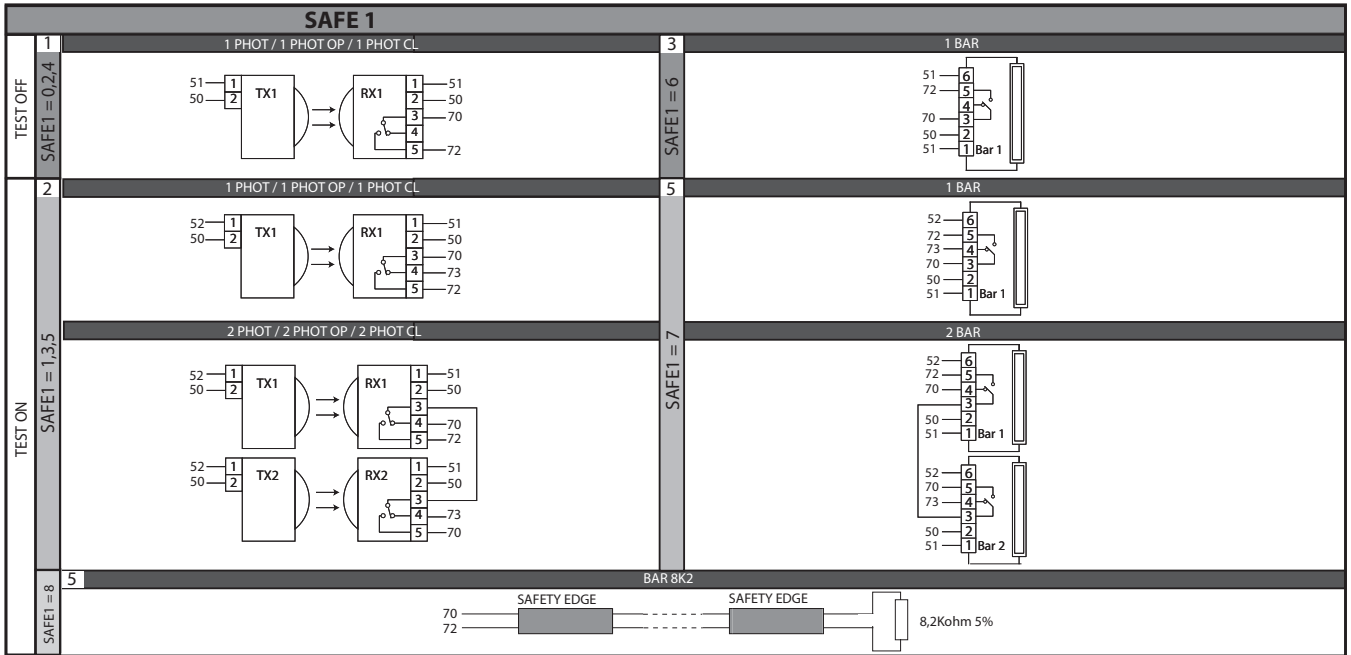 SAFE 1
TEST OFF
1
SAFE1 = 0,2,4
1 PHOT / 1 PHOT OP / 1 PHOT CL
51 1
50 2
TX1
RX1
1 51
2 50
3 70
4
5 72
3
SAFE1 = 6
1 BAR
51 6
72 5
4
70 3
50 2
51 1 Bar 1
TEST ON
2
SAFE1 = 1,3,5
1 PHOT / 1 PHOT OP / 1 PHOT CL
52 1
50 2
TX1
RX1
1 51
2 50
3 70
4 73
5 72
2 PHOT / 2 PHOT OP / 2 PHOT CL
52 1
50 2
TX1
RX1
1 51
2 50
3
4 70
5 72
52 1
50 2
TX2
RX2
1 51
2 50
3
4 73
5 70
5
SAFE1 = 7
1 BAR
52 6
72 5
73 4
70 3
50 2
51 1 Bar 1
2 BAR
52 6
72 5
70 4
3
50 2
51 1 Bar 1
52 6
70 5
73 4
3
50 2
51 1 Bar 2
SAFE1 = 8
5
BAR 8K2
70
72
SAFETY EDGE
SAFETY EDGE
8,2Kohm 5%